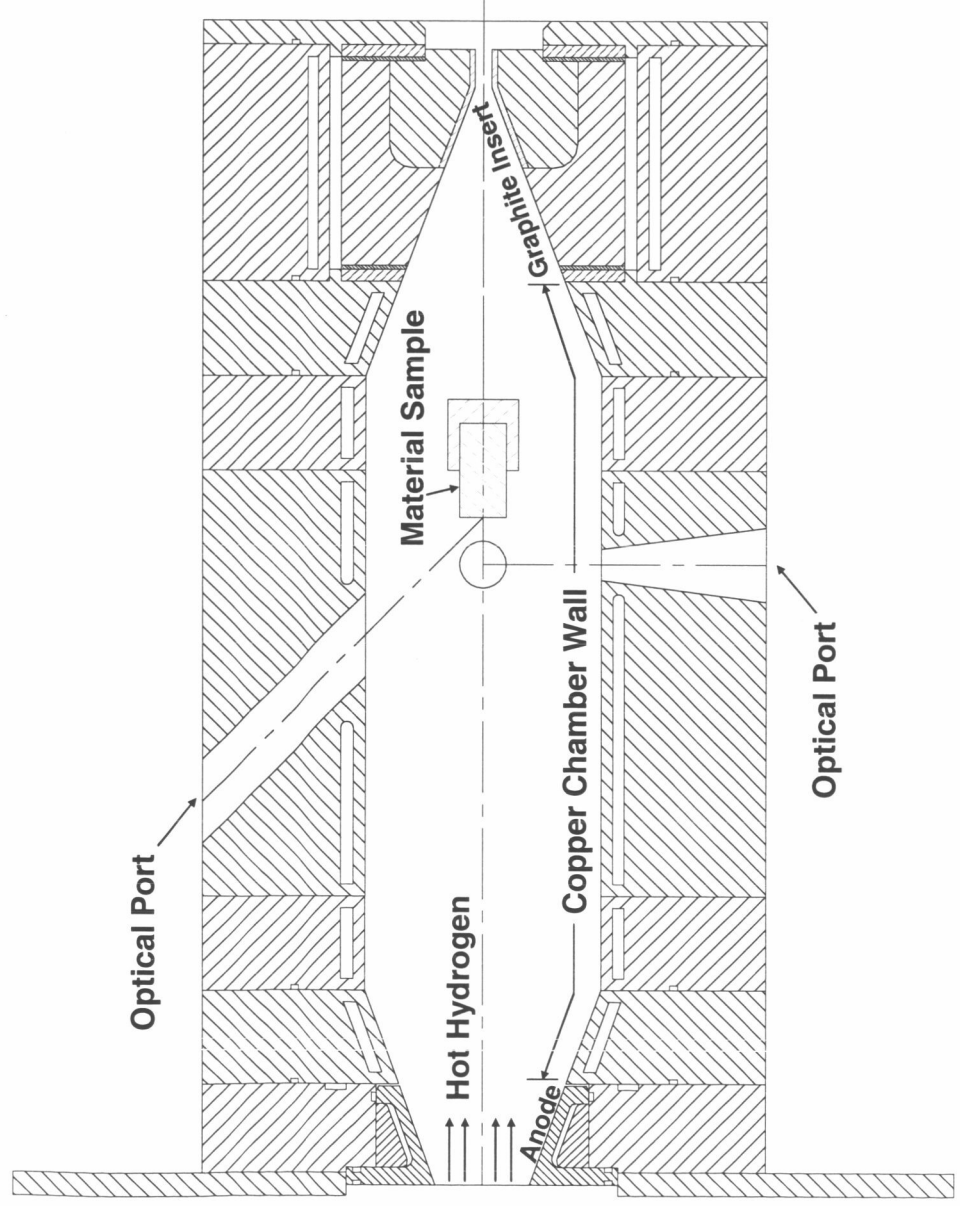 Graphite Insert
Material Sample
Optical Port
Copper Chamber Wall
Optical Port
Hot Hydrogen
Anode